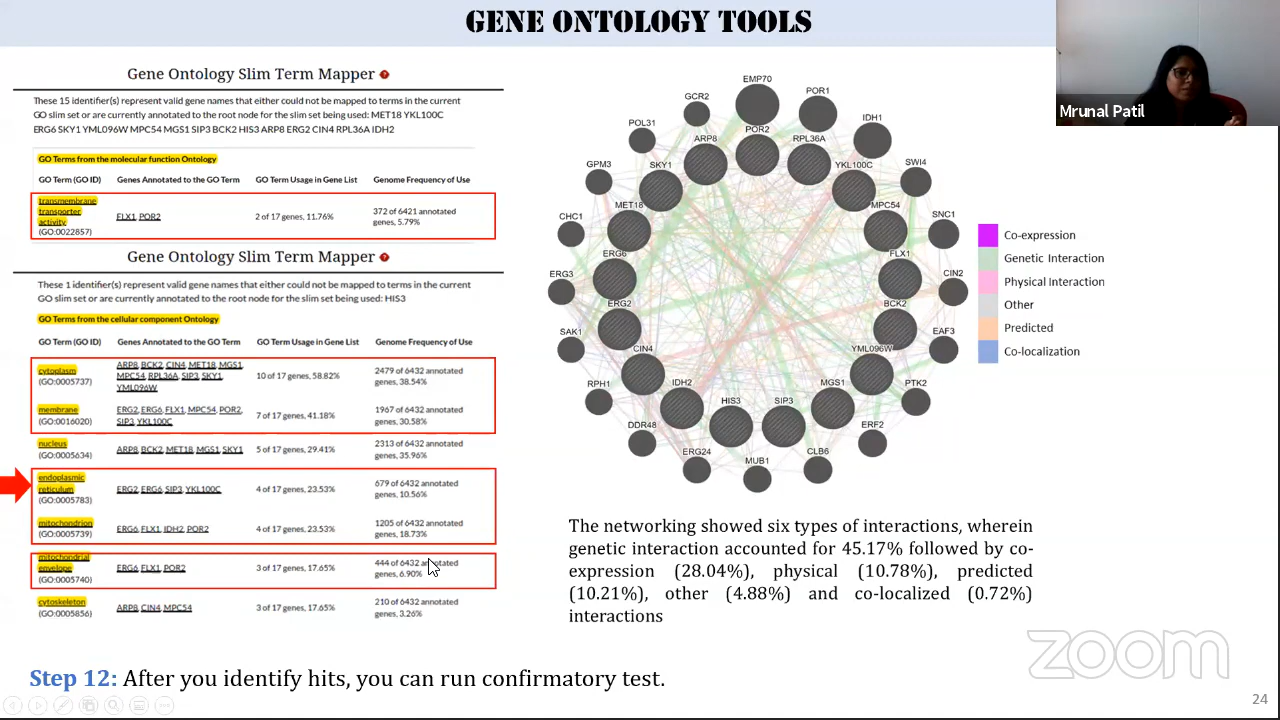 GENE ONTOLOGY TOOLS
Mrunal Patil
Gene Ontology Slim Term Mapper
These 15 identifier(s) represent valid gene names that either could not be mapped to terms in the current
GO slim set or are currently annotated to the root node for the slim set being used: MET18 YKL100C
ERG6 SKY1 YML096W MPC54 MGS1 SIP3 BCK2 HIS3 ARP8 ERG2 CIN4 RPL36A IDH2
GO Terms from the molecular function Ontology
GO Term (GO ID) Genes Annotated to the GO Term GO Term Usage in Gene List Genome Frequency of Use
transmembrane
transporter
activity
(GO:0022857)
FLX1, POR2
2 of 17 genes, 11.76%
372 of 6421 annotated
genes, 5.79%
Gene Ontology Slim Term Mapper
These 1 identifier(s) represent valid gene names that either could not be mapped to terms in the current
GO slim set or are currently annotated to the root node for the slim set being used: HIS3
GO Terms from the cellular component Ontology
GO Term (GO ID) Genes Annotated to the GO Term GO Term Usage in Gene List Genome Frequency of Use
cytoplasm
(GO:0005737)
ARP8, BCK2, CIN4, MET18, MGS1,
MPC54, RPL36A, SIP3, SKY1,
YML096W
10 of 17 genes, 58.82%
2479 of 6432 annotated
genes, 38.54%
membrane
(GO:0016020)
ERG2, ERG6, FLX1, MPC54, POR2,
SIP3, YKL100C
7 of 17 genes, 41.18%
1967 of 6432 annotated
genes, 30.58%
nucleus
(GO:0005634)
ARP8, BCK2, MET18, MGS1, SKY1
5 of 17 genes, 29.41%
2313 of 6432 annotated
genes, 35.96%
endoplasmic
reticulum
(GO:0005783)
ERG2, ERG6, SIP3, YKL100C
4 of 17 genes, 23.53%
679 of 6432 annotated
genes, 10.56%
mitochondrion
(GO:0005739)
ERG6, FLX1, IDH2, POR2
4 of 17 genes, 23.53%
1205 of 6432 annotated
genes, 18.73%
mitochondrial
envelope
(GO:0005740)
ERG6, FLX1, POR2
3 of 17 genes, 17.65%
444 of 6432 annotated
genes, 6.90%
cytoskeleton
(GO:0005856)
ARP8, CIN4, MPC54
3 of 17 genes, 17.65%
210 of 6432 annotated
genes, 3.26%
EMP70
GCR2
POR1
POL31
ARP8
POR2
RPL36A
IDH1
GPM3
SKY1
YKL100C
SWI4
CHC1
MET18
MPC54
SNC1
ERG3
ERG6
FLX1
CIN2
SAK1
ERG2
BCK2
EAF3
RPH1
CIN4
YML096W
PTK2
DDR48
IDH2
HIS3
SIP3
MGS1
ERF2
ERG24
MUB1
CLB6
Co-expression
Genetic Interaction
Physical Interaction
Other
Predicted
Co-localization
The networking showed six types of interactions, wherein
genetic interaction accounted for 45.17% followed by co-
expression (28.04%), physical (10.78%), predicted
(10.21%), other (4.88%) and co-localized (0.72%)
interactions
zoom
Step 12: After you identify hits, you can run confirmatory test.
24